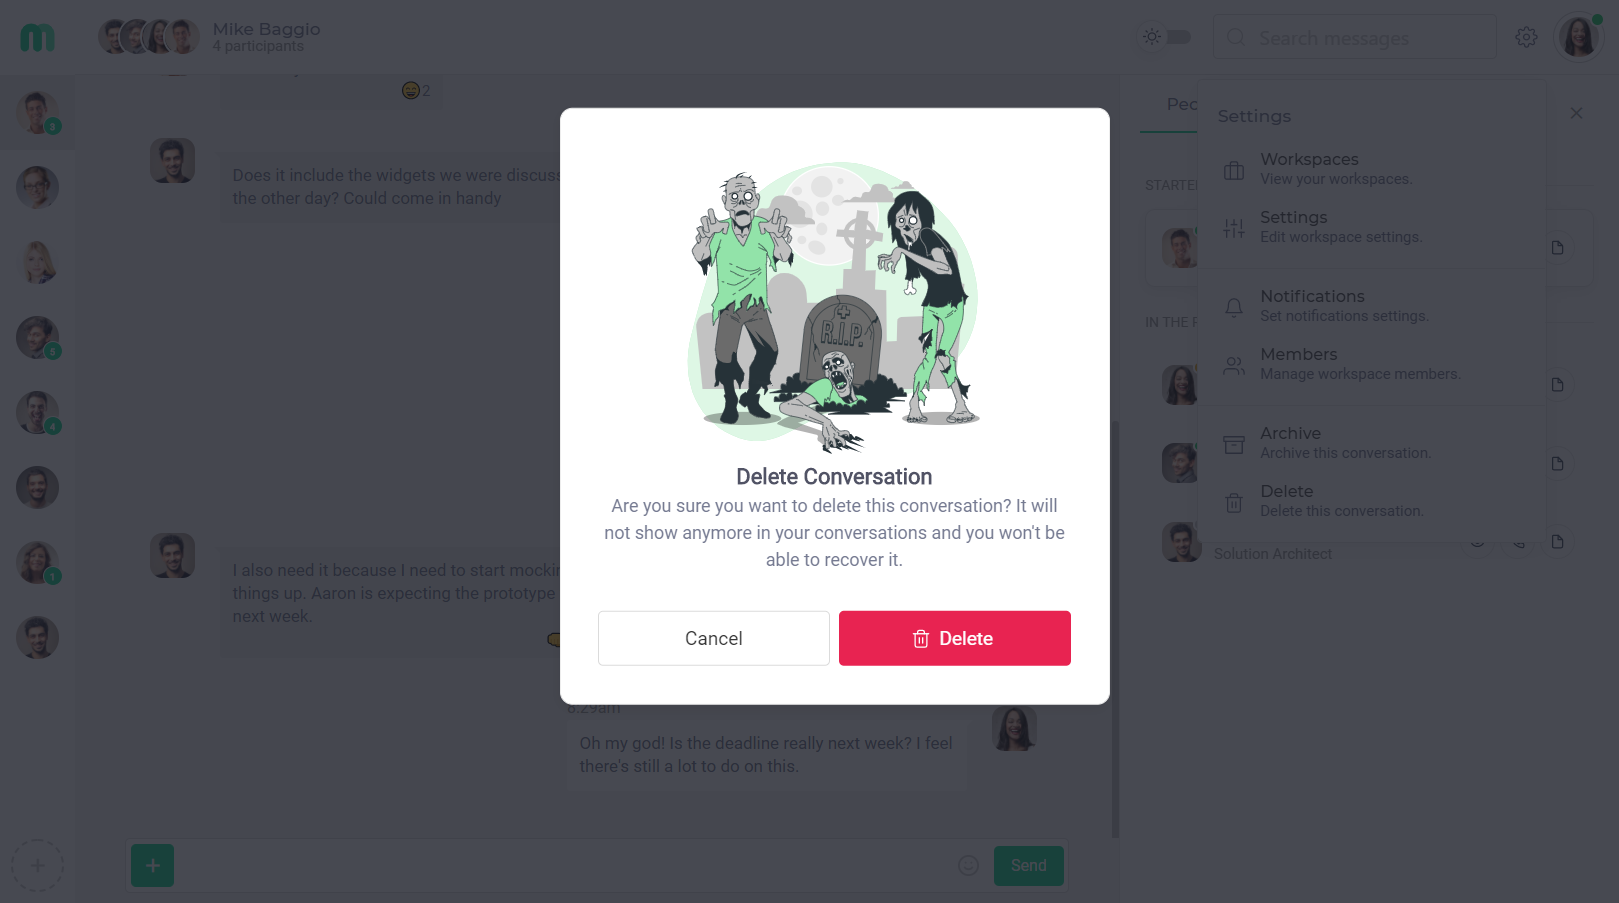 Mike Baggio
4 participants
Search messages
3
5
4
1
2
Does it include the widgets we were
the other day? Could come in handy
I also need it because I need to start
things up. Aaron is expecting the prototype
next week.
8:29am
Oh my god! Is the deadline really next week? I feel
there's still a lot to do on this.
+
Send
R.I.P.
Delete Conversation
Are you sure you want to delete this conversation? It will
not show anymore in your conversations and you won't be
able to recover it.
Cancel
Delete
IN THE
Settings
Workspaces
View your workspaces.
Settings
Edit workspace settings.
Notifications
Set notifications settings.
Members
Manage workspace members.
Archive
Archive this conversation.
Delete
Delete this conversation.
Solution Architect